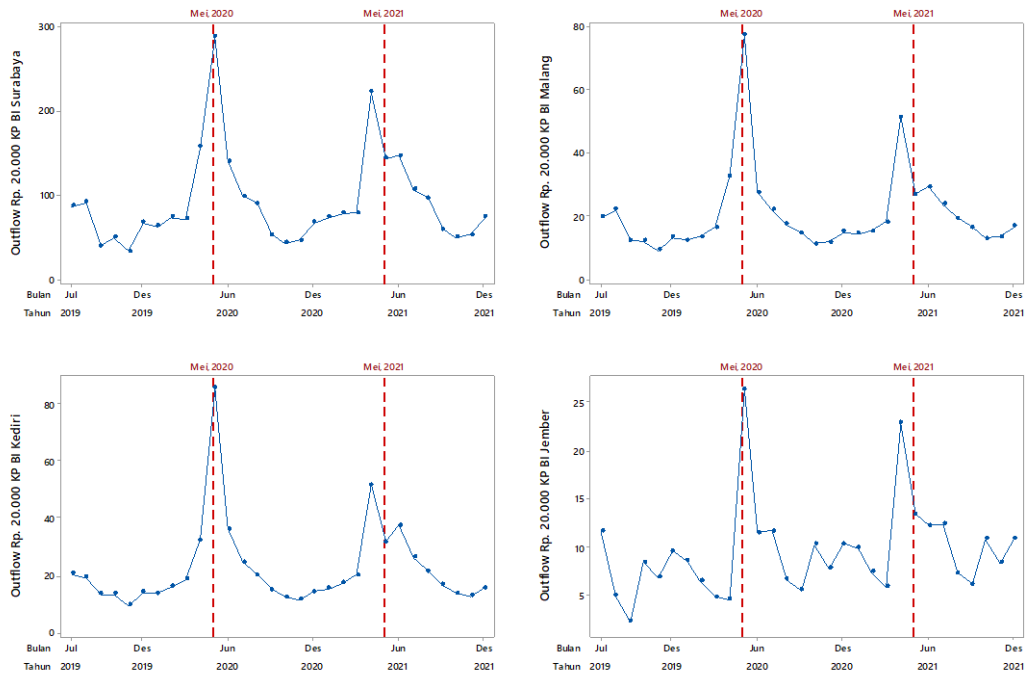 Mei, 2020 Mei, 2021
Outflow Rp. 20.000 KP BI Surabaya
300
200
100
0
Bulan Jul Des Jun Des Jun Des
Tahun 2019 2019 2020 2020 2021 2021
Mei, 2020 Mei, 2021
Outflow Rp. 20.000 KP BI Malang
80
60
40
20
0
Bulan Jul Des Jun Des Jun Des
Tahun 2019 2019 2020 2020 2021 2021
Mei, 2020 Mei, 2021
Outflow Rp. 20.000 KP BI Kediri
80
60
40
20
0
Bulan Jul Des Jun Des Jun Des
Tahun 2019 2019 2020 2020 2021 2021
Mei, 2020 Mei, 2021
Outflow Rp. 20.000 KP BI Jember
25
20
15
10
5
Bulan Jul Des Jun Des Jun Des
Tahun 2019 2019 2020 2020 2021 2021